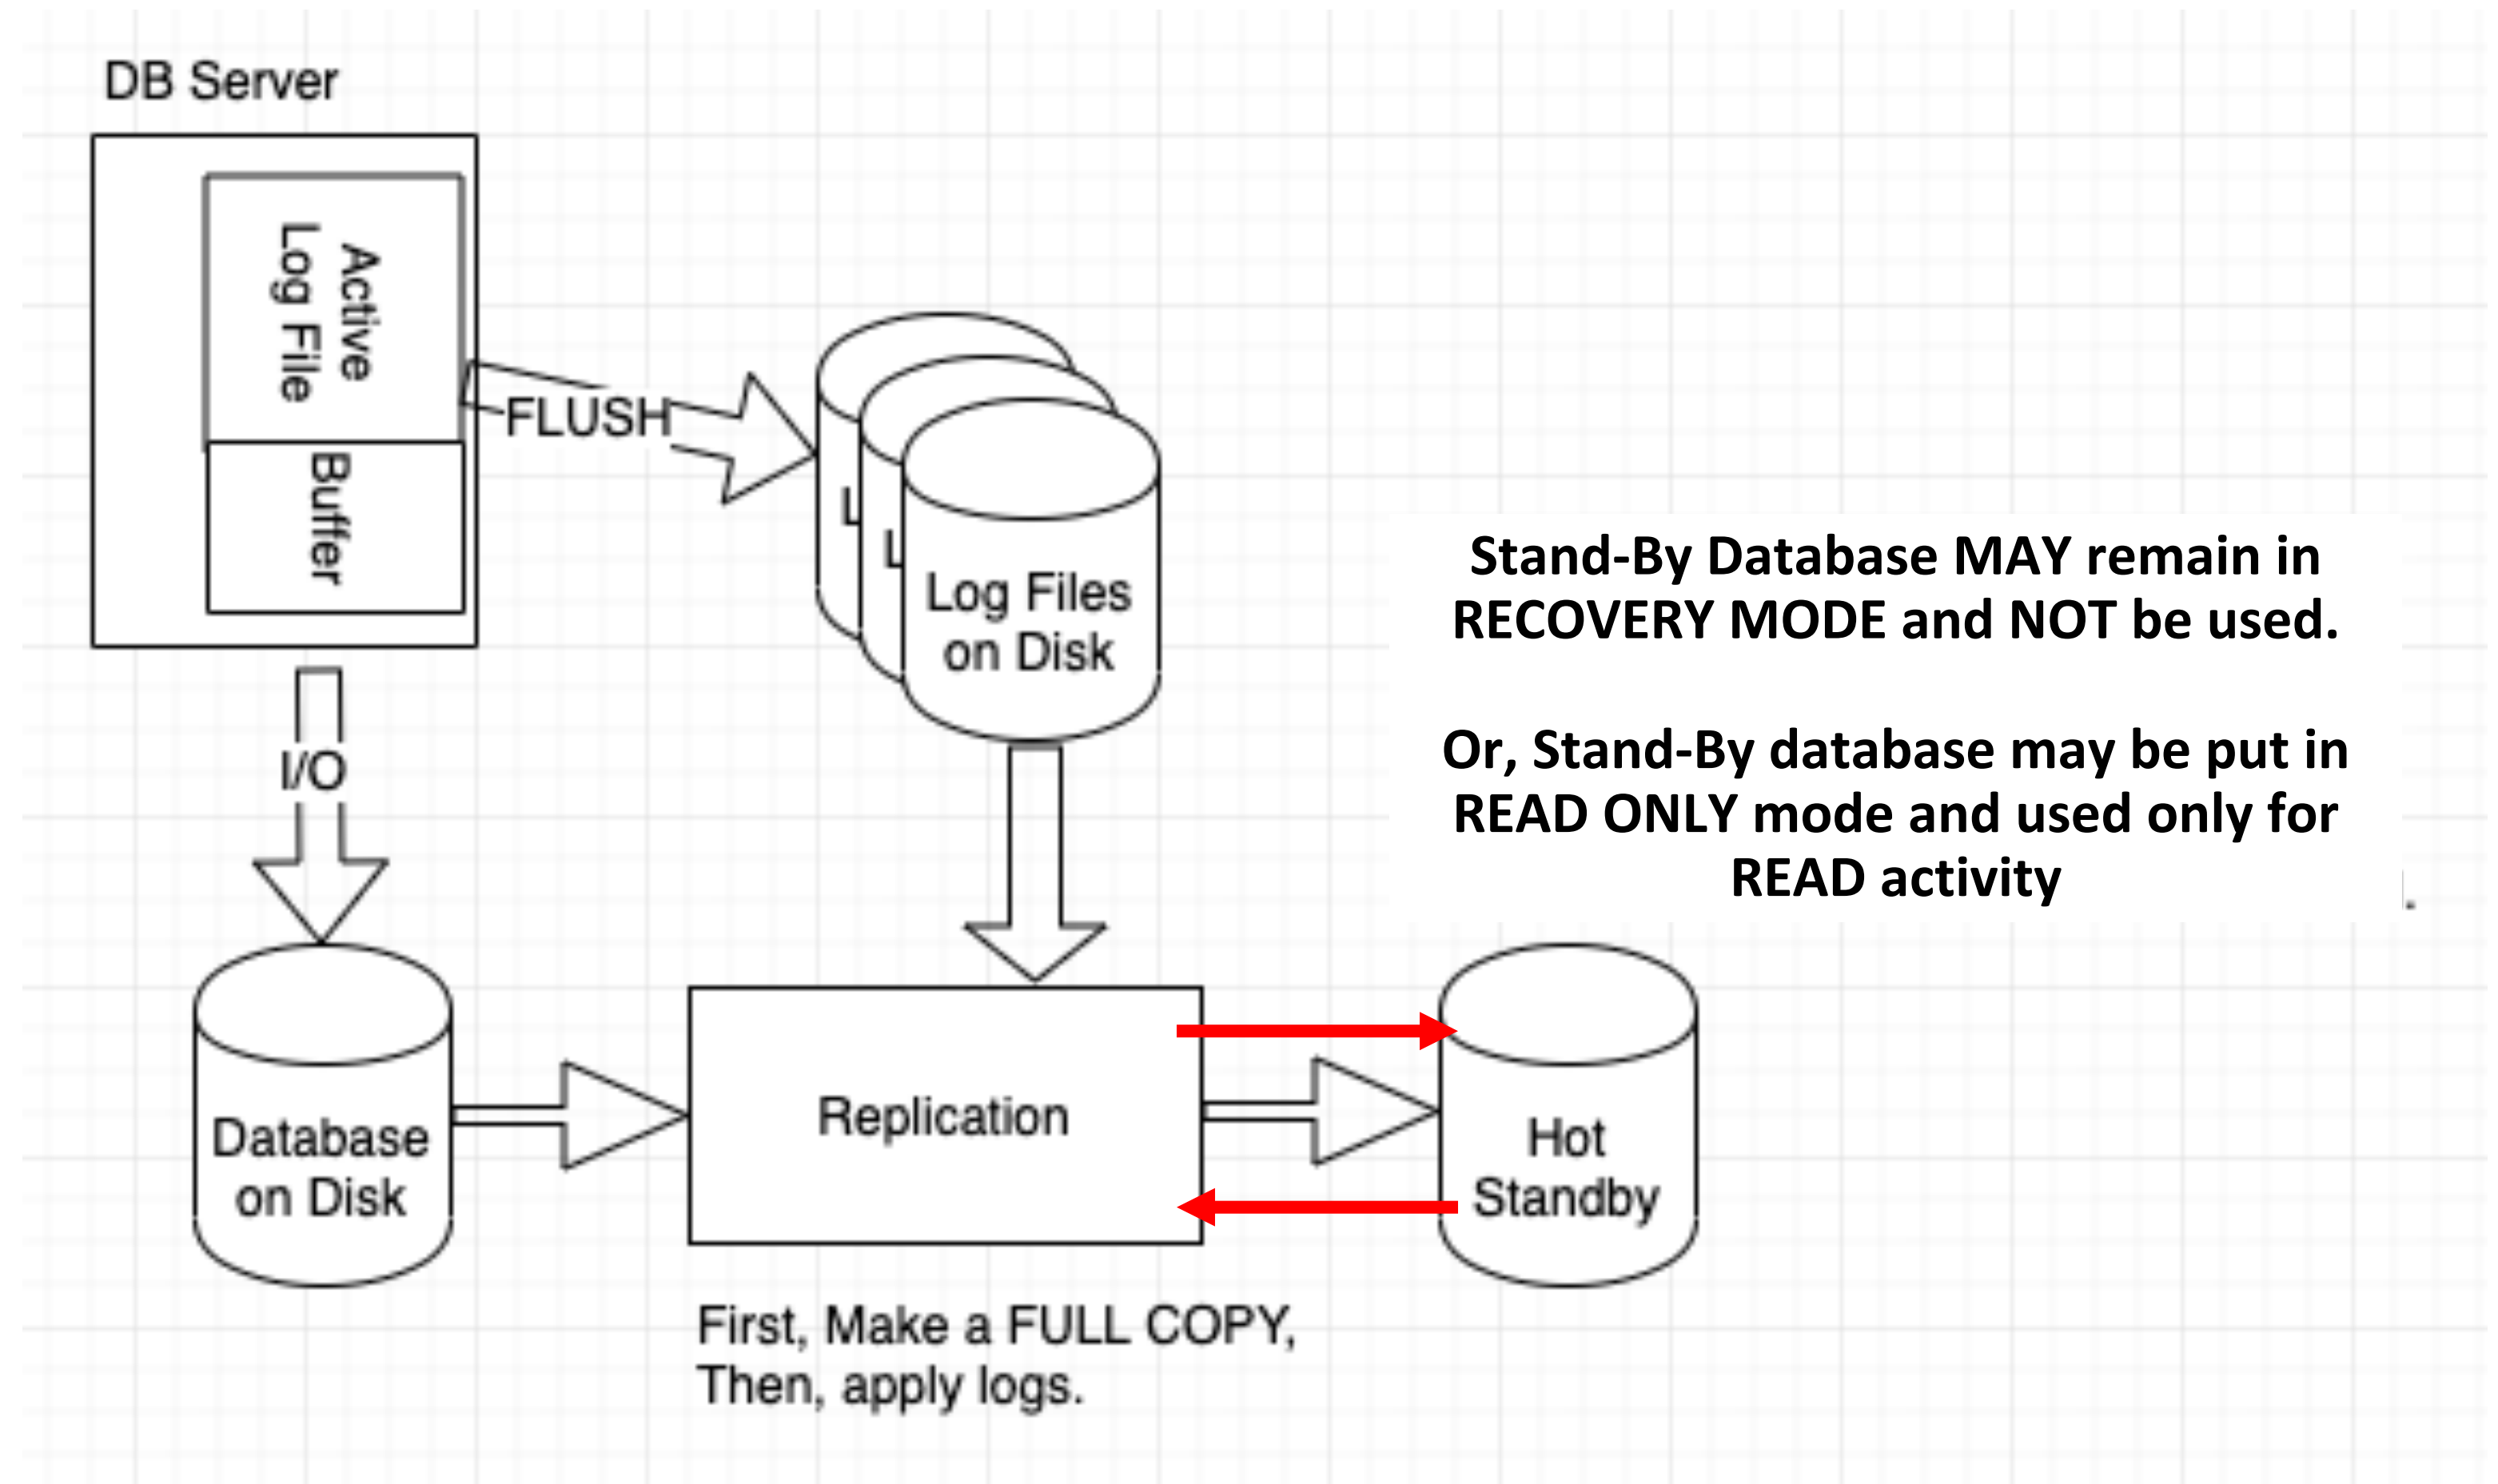 DB Server
Active
Log File
Buffer
FLUSH
L
L
Log Files
on Disk
Stand-By Database MAY remain in
RECOVERY MODE and NOT be used.
Or, Stand-By database may be put in
READ ONLY mode and used only for
READ activity
.
I/O
Database
on Disk
Replication
Hot
Standby
First, Make a FULL COPY,
Then, apply logs.